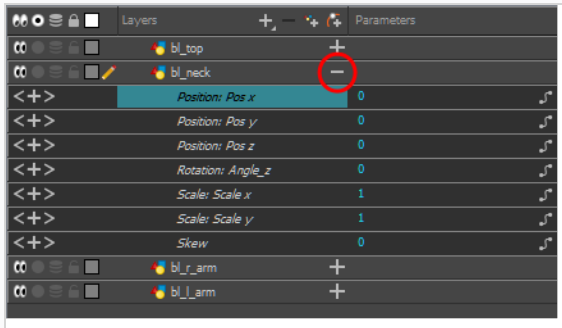 Layers Parameters
bl_top
bl_neck
Position: Pos x 0
Position: Pos y 0
Position: Pos z 0
Rotation: Angle_z 0
Scale: Scale x 1
Scale: Scale y 1
Skew 0
bl_r_arm
bl_l_arm